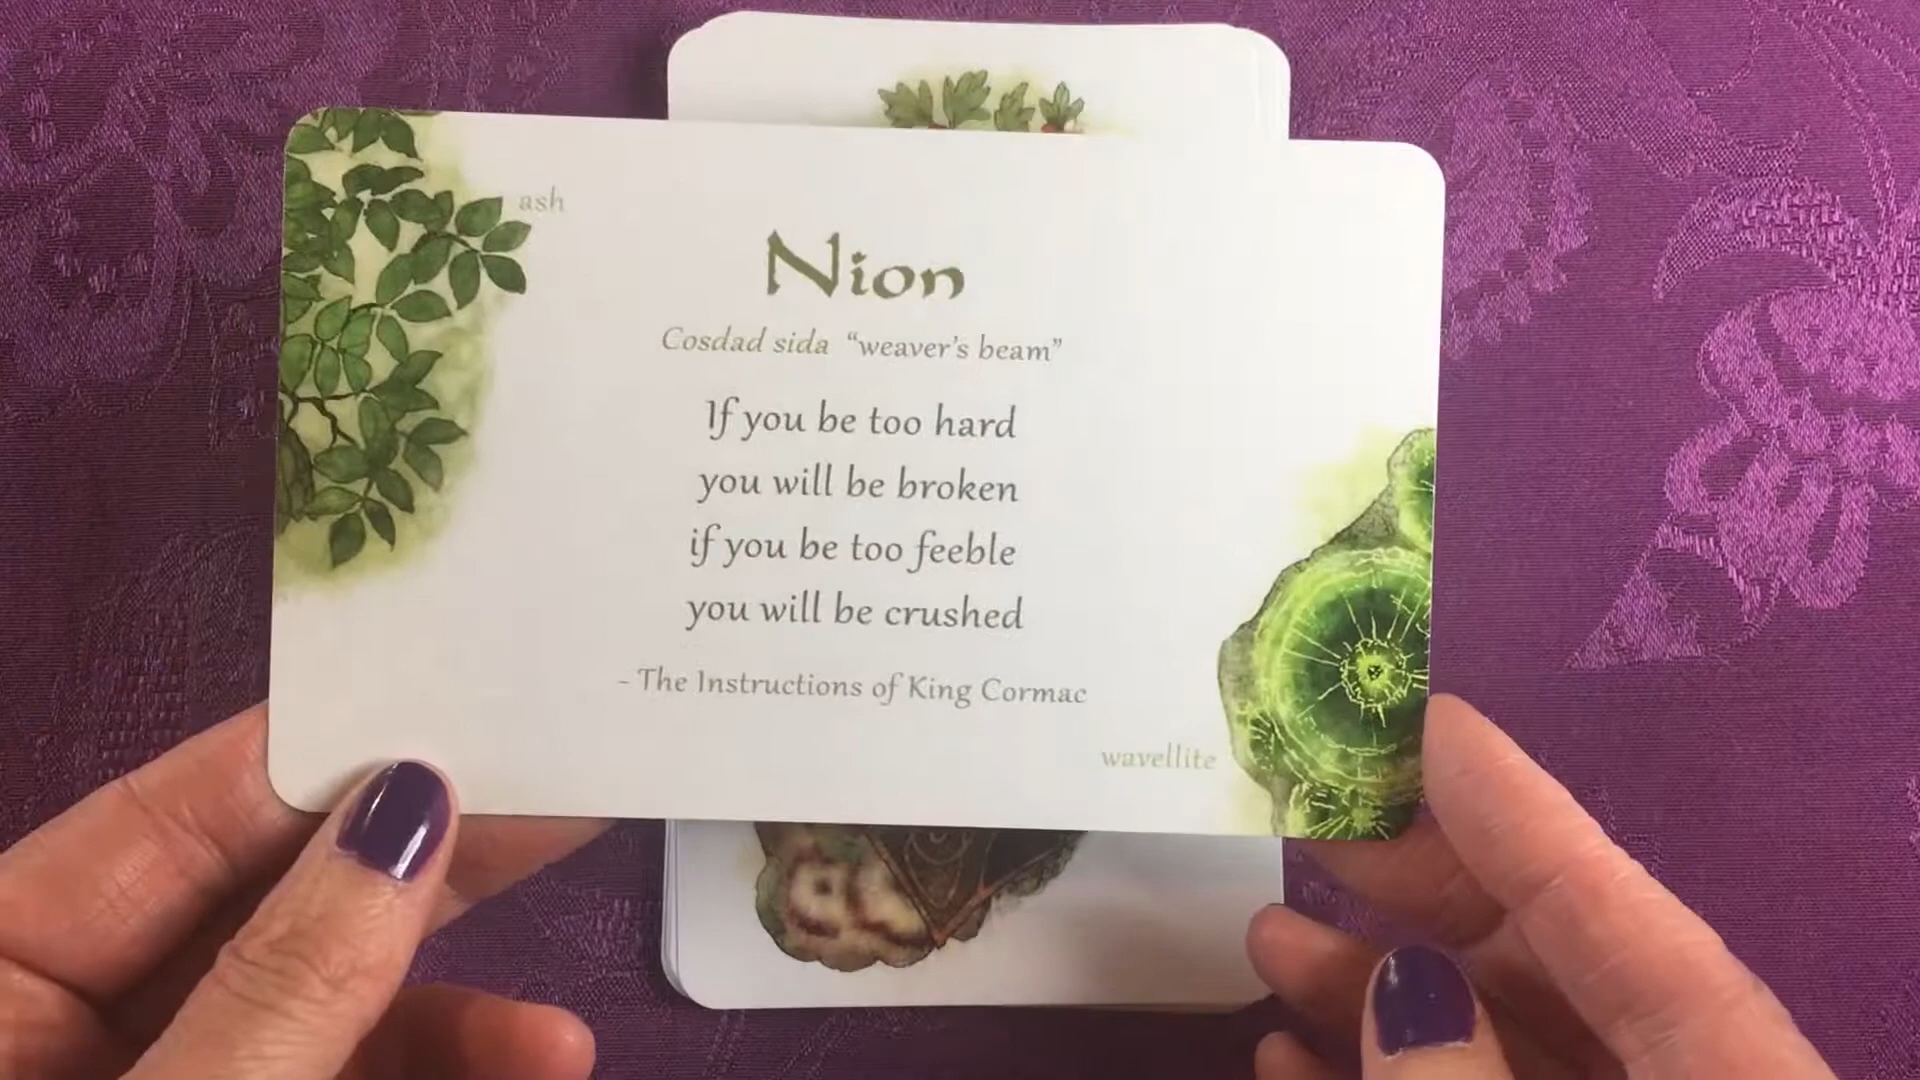 ash
Nion
Cosdad sida “weaver’s beam”
If you be too hard
you will be broken
if you be too feeble
you will be crushed
– The Instructions of King Cormac
wavellite